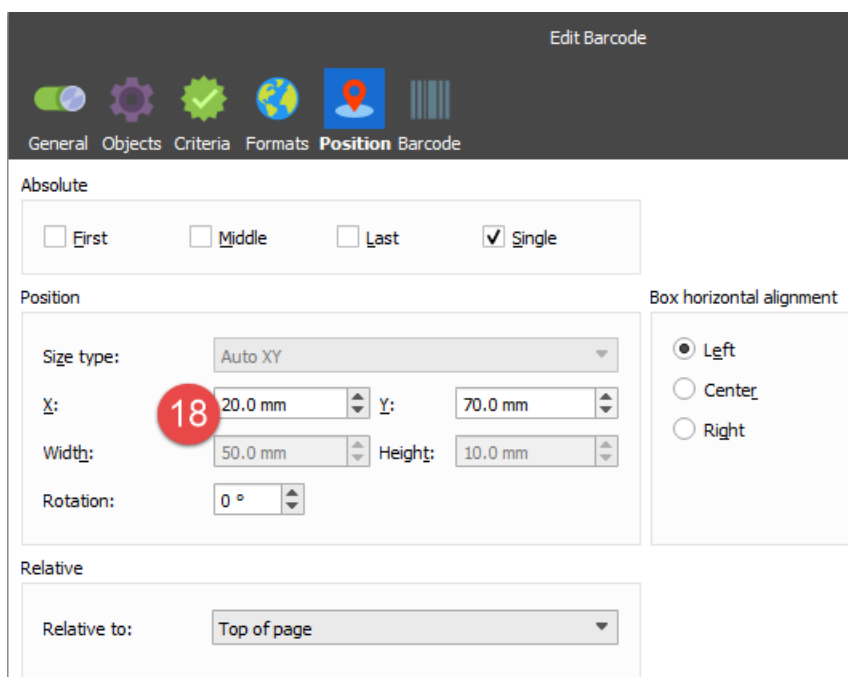 Edit Barcode
General Objects Criteria Formats Position Barcode
Absolute
First Middle Last Single
Position
Box horizontal alignment
Size type: Auto XY
Left
X: 18 20.0 mm Y: 70.0 mm
Center
Width: 50.0 mm Height: 10.0 mm
Right
Rotation: 0 °
Relative
Relative to: Top of page